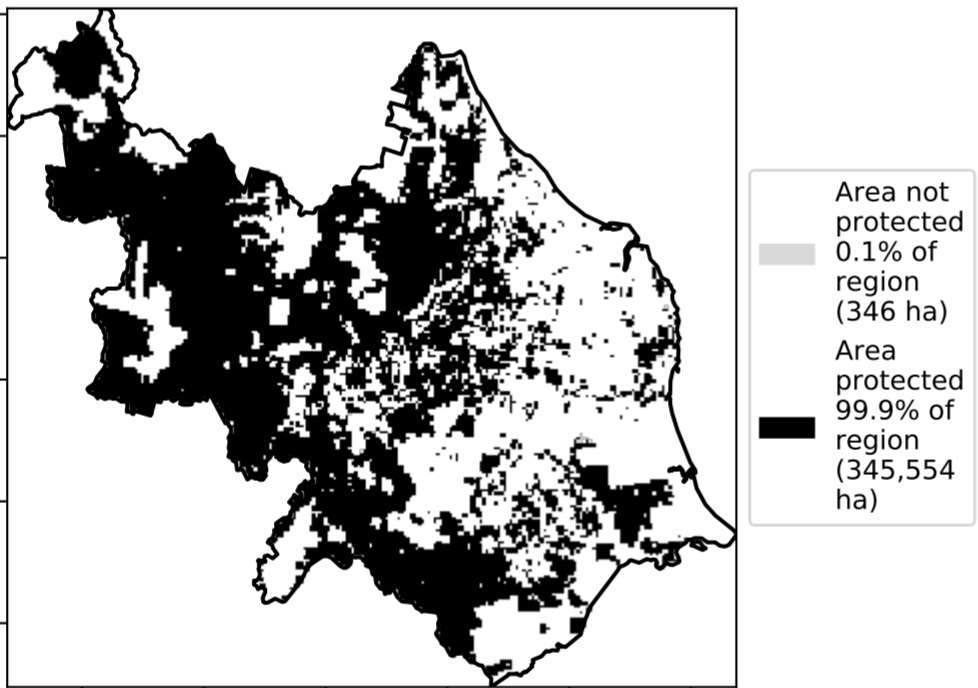 Area not
protected
0.1% of
region
(346 ha)
Area
protected
99.9% of
region
(345,554
ha)